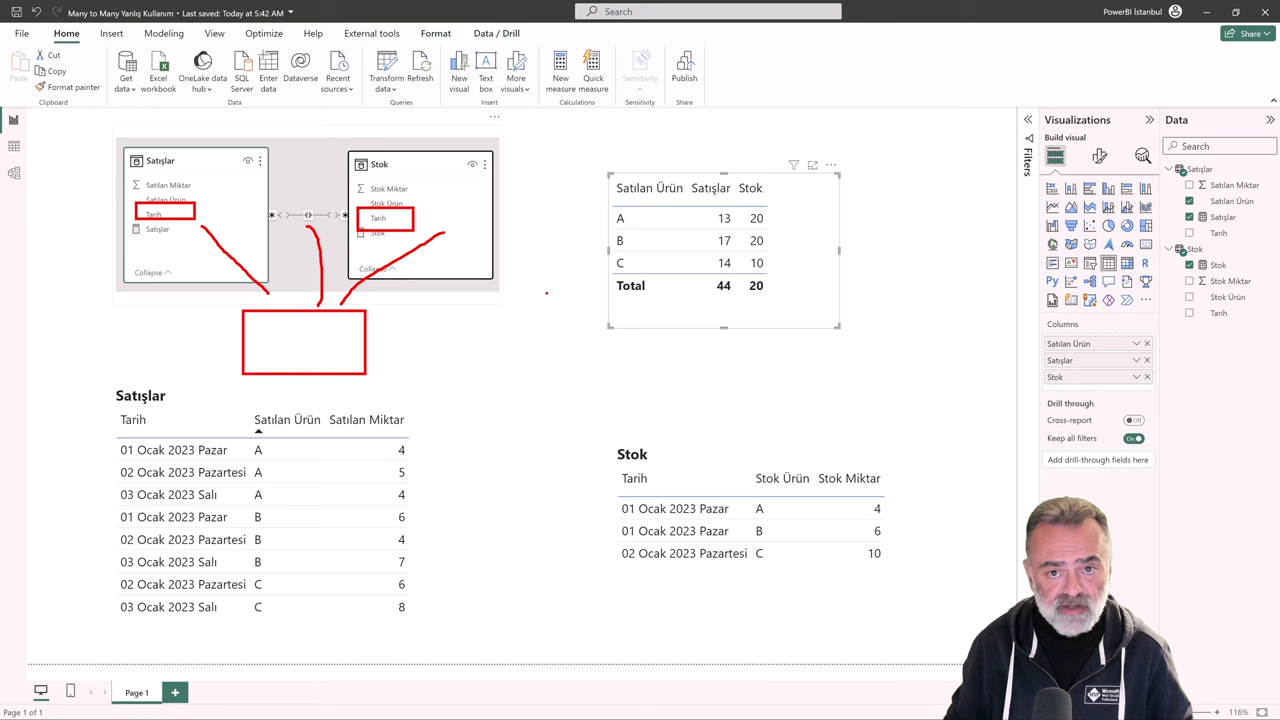 Many to Many Yanlış Kullanım • Last saved: Today at 5:42 AM
Search
PowerBI Istanbul
File Home Insert Modeling View Optimize Help External tools Format Data / Drill
Share
Paste
Cut
Copy
Format painter
Get data
Excel workbook
OneLake data hub
SQL Server
Enter data
Dataverse
Recent sources
Transform data
Refresh
New visual
Text box
More visuals
New measure
Quick measure
Sensitivity
Publish
Clipboard
Data
Queries
Insert
Calculations
Sensitivity
Share
Satışlar
Satılan Miktar
Satılan Ürün
Tarih
Satışlar
Collapse
Stok
Stok Miktar
Stok Ürün
Tarih
Stok
Collapse
Satılan Ürün Satışlar Stok
A 13 20
B 17 20
C 14 10
Total 44 20
Satışlar
Tarih Satılan Ürün Satılan Miktar
01 Ocak 2023 Pazar A 4
02 Ocak 2023 Pazartesi A 5
03 Ocak 2023 Salı A 4
01 Ocak 2023 Pazar B 6
02 Ocak 2023 Pazartesi B 4
03 Ocak 2023 Salı B 7
02 Ocak 2023 Pazartesi C 6
03 Ocak 2023 Salı C 8
Stok
Tarih Stok Ürün Stok Miktar
01 Ocak 2023 Pazar A 4
01 Ocak 2023 Pazar B 6
02 Ocak 2023 Pazartesi C 10
Filters
Visualizations
Build visual
R
Py
123
Columns
Satılan Ürün
Satışlar
Stok
Drill through
Cross-report Off
Keep all filters On
Add drill-through fields here
Data
Search
Satışlar
Satılan Miktar
Satılan Ürün
Satışlar
Tarih
Stok
Stok
Stok Miktar
Stok Ürün
Tarih
Microsoft
Page 1
Page 1 of 1
116%